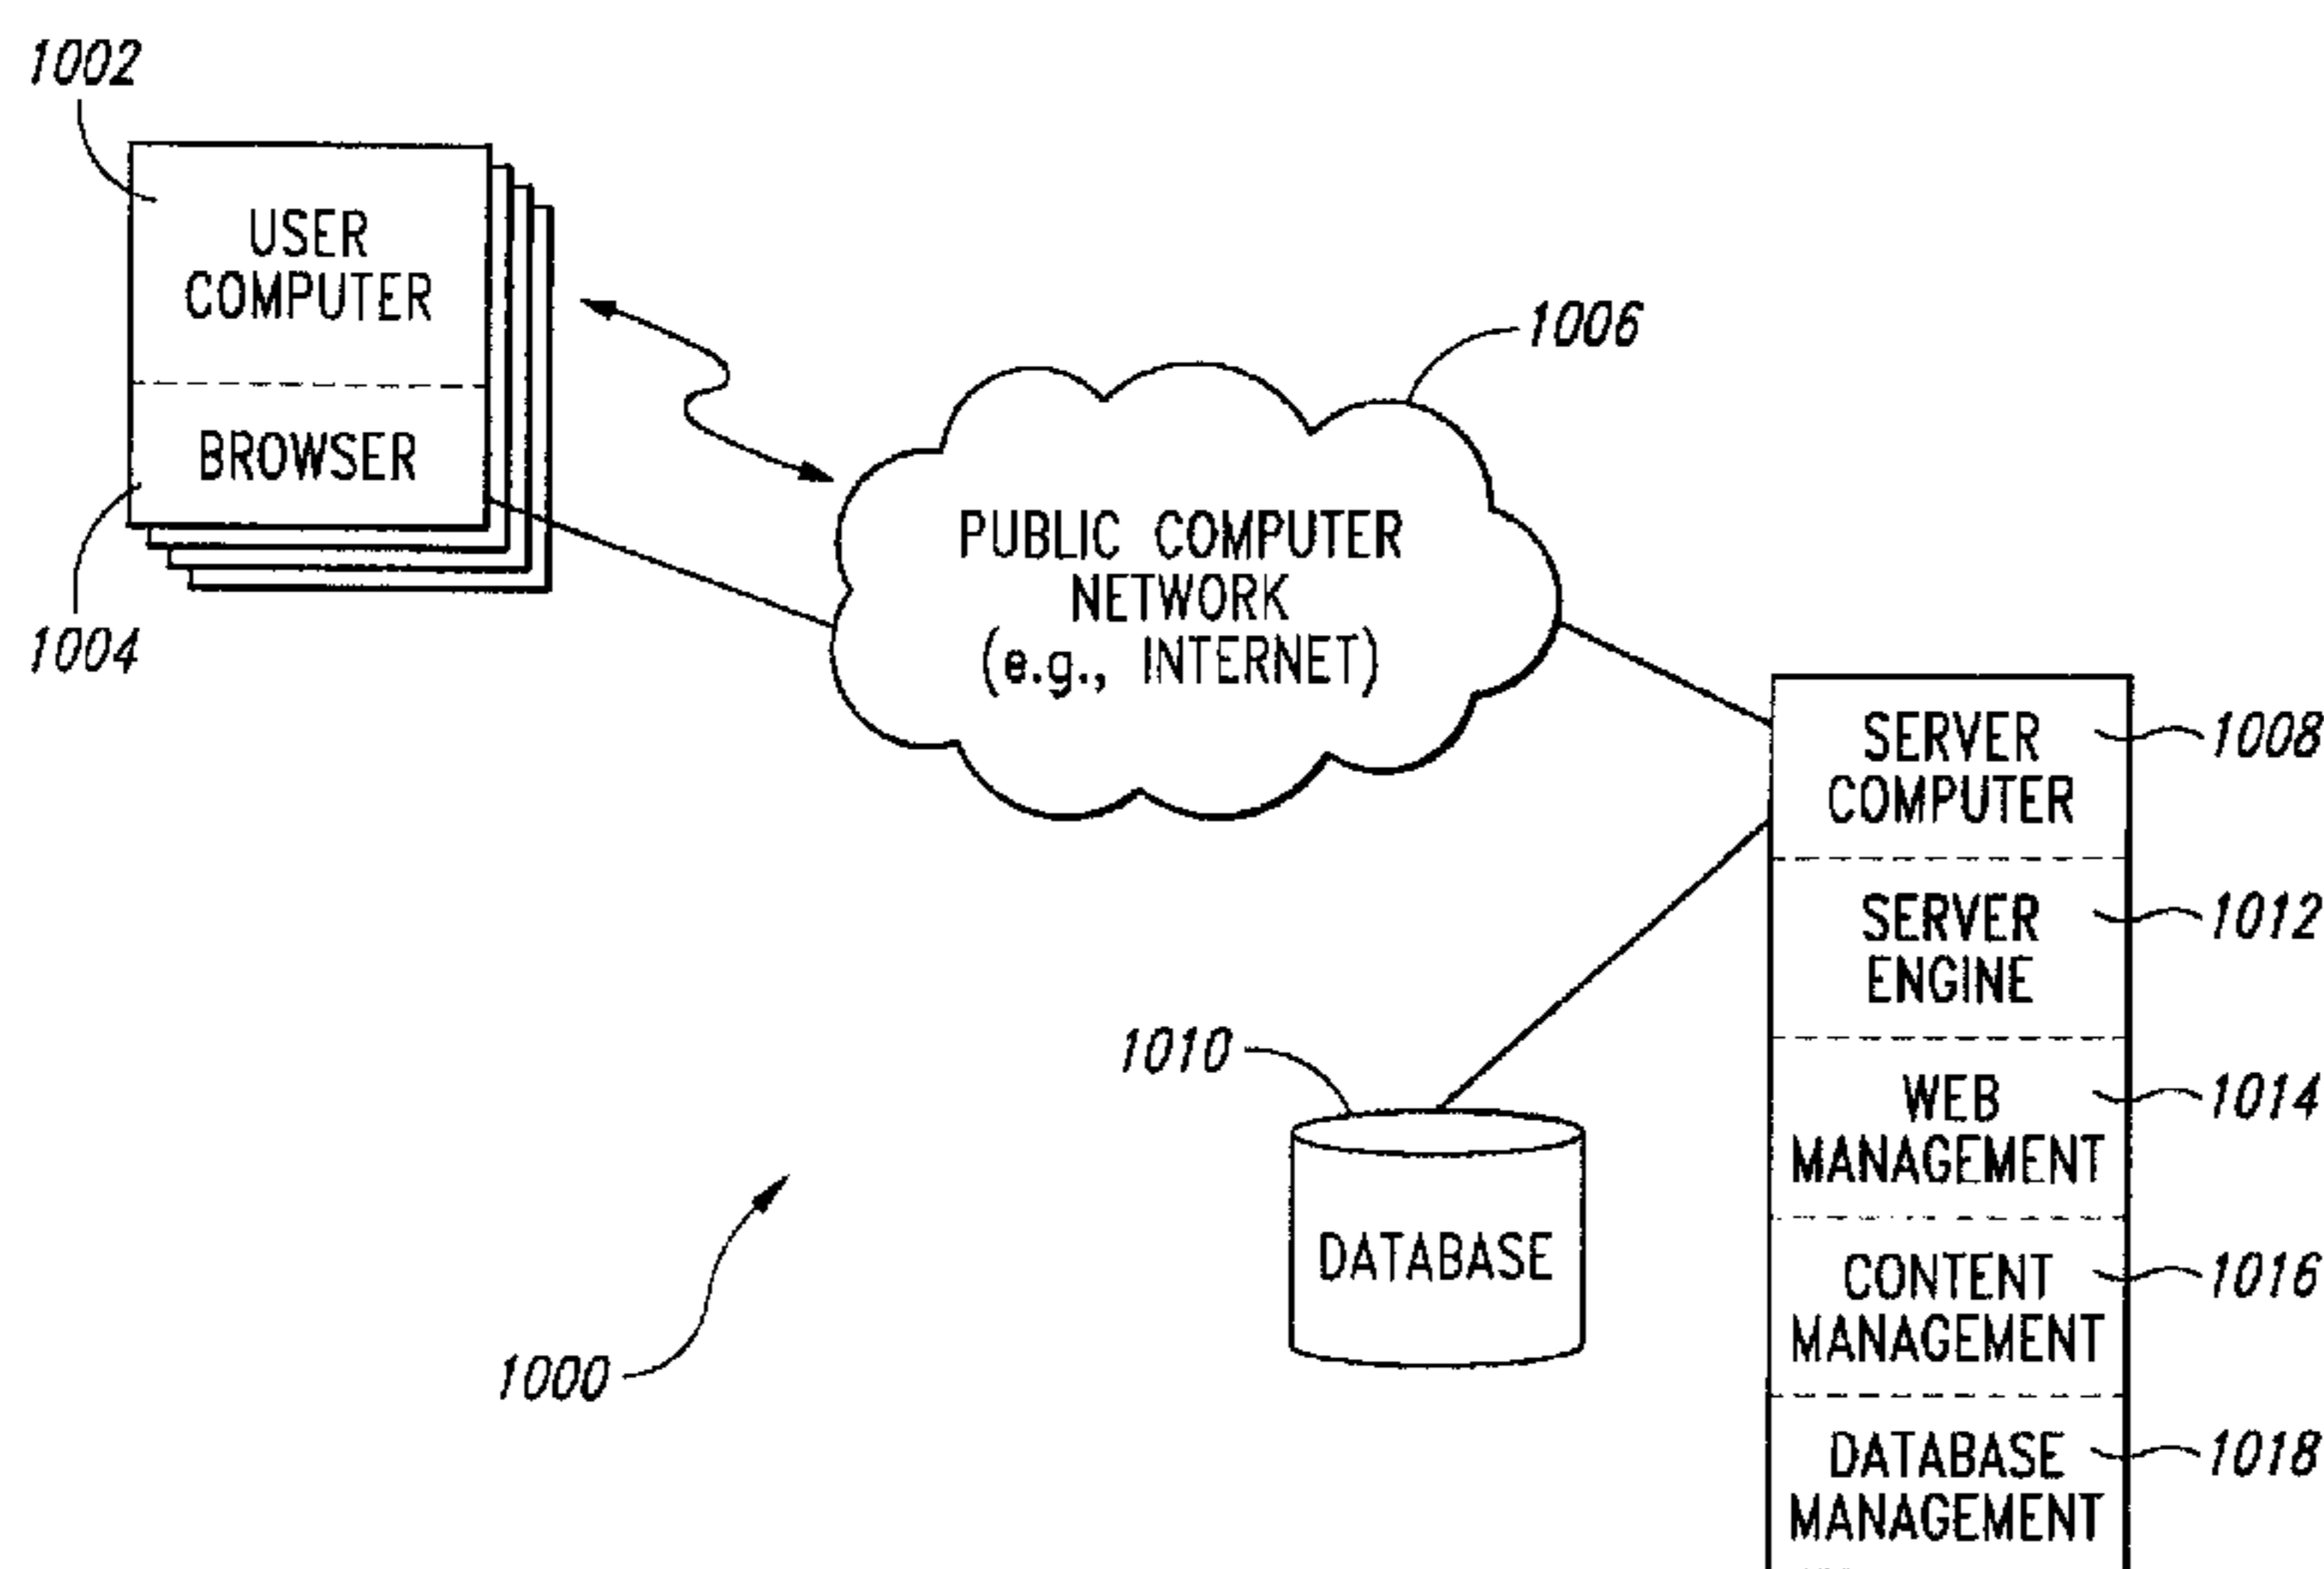 1002
USER
COMPUTER
BROWSER
1004
1006
PUBLIC COMPUTER
NETWORK
(e.g., INTERNET)
SERVER
COMPUTER
1008
SERVER
ENGINE
1012
WEB
MANAGEMENT
1014
CONTENT
MANAGEMENT
1016
DATABASE
MANAGEMENT
1018
1010
DATABASE
1000